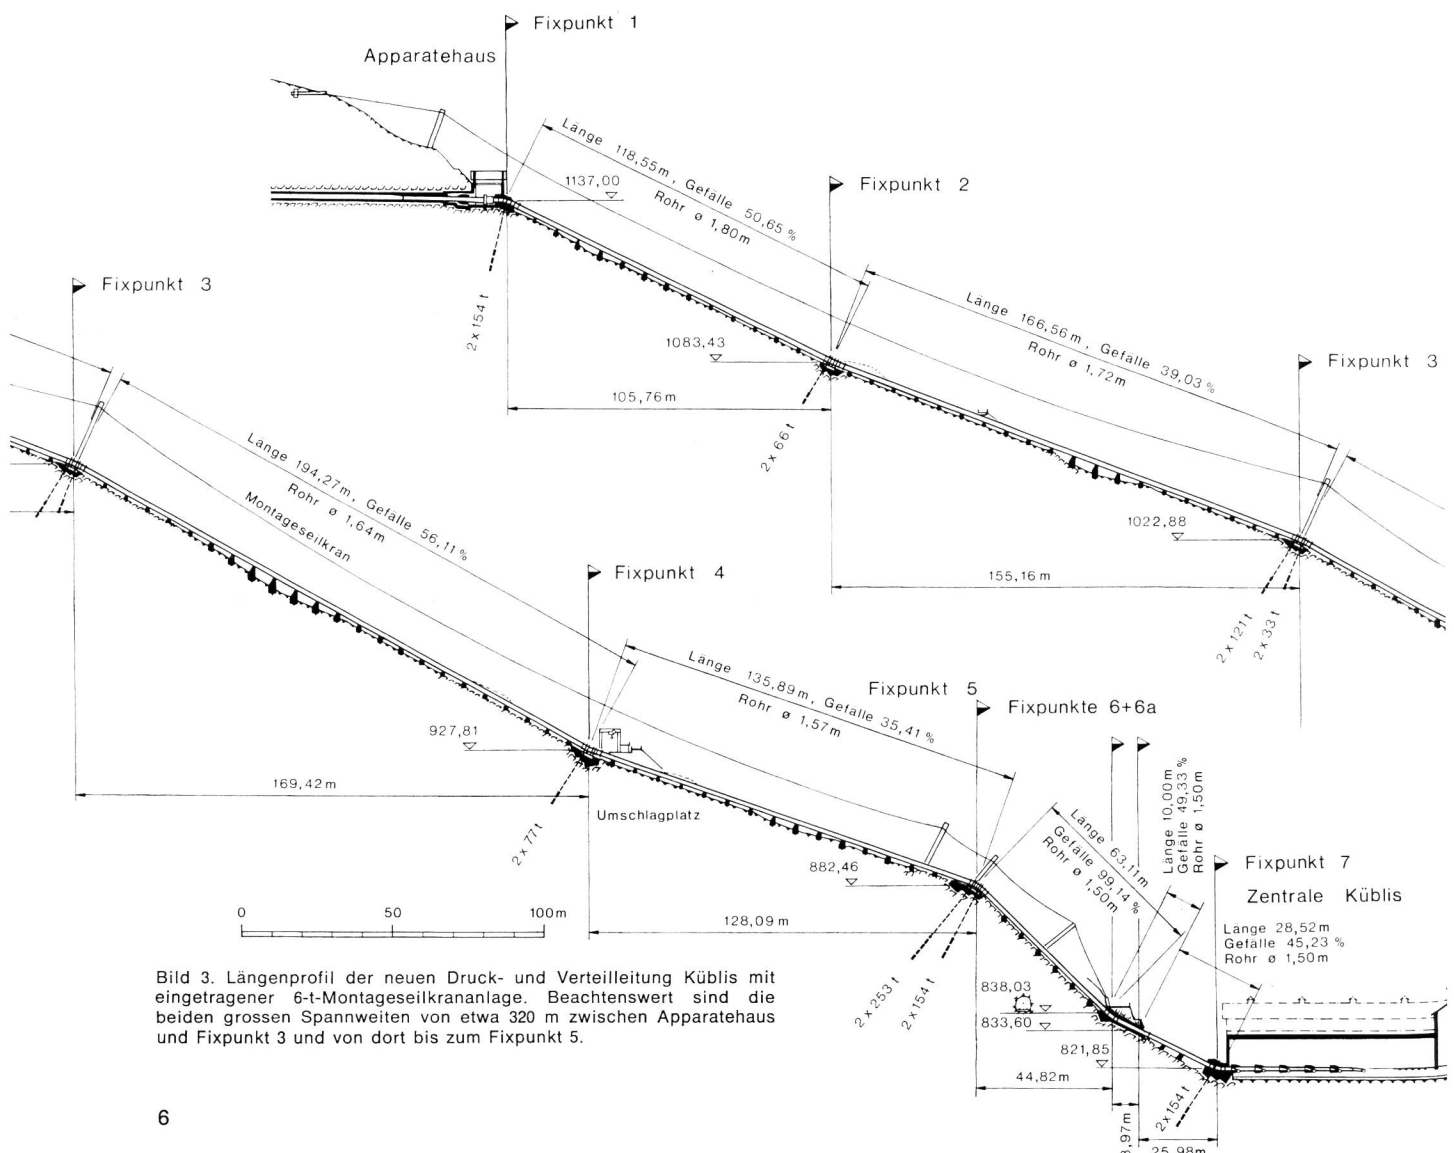 Fixpunkt 1
Apparatehaus
Länge 118,55m, Gefälle 50,65 %
Rohr ø 1,80m
1137,00
Fixpunkt 2
2 x 154 t
Länge 166,56m, Gefälle 39,03 %
Rohr ø 1,72m
1083,43
105,76m
2 x 66 t
Fixpunkt 3
1022,88
155,16m
2 x 121 t
2 x 33 t
Fixpunkt 3
Länge 194,27m, Gefälle 56,11 %
Rohr ø 1,64m
Montageseilkran
Fixpunkt 4
927,81
169,42m
2 x 77 t
Umschlagplatz
Länge 135,89m, Gefälle 35,41 %
Rohr ø 1,57m
Fixpunkt 5
882,46
128,09m
2 x 253 t
2 x 154 t
Fixpunkte 6+6a
Länge 63,11m
Gefälle 99,14 %
Rohr ø 1,50m
Länge 10,00m
Gefälle 49,33 %
Rohr ø 1,50m
Fixpunkt 7
Zentrale Küblis
Länge 28,52m
Gefälle 45,23 %
Rohr ø 1,50m
838,03
833,60
821,85
44,82m
2 x 154 t
25,98m
0 50 100m
Bild 3. Längenprofil der neuen Druck- und Verteilleitung Küblis mit
eingetragener 6-t-Montageseilkrananlage. Beachtenswert sind die
beiden grossen Spannweiten von etwa 320 m zwischen Apparatehaus
und Fixpunkt 3 und von dort bis zum Fixpunkt 5.
6